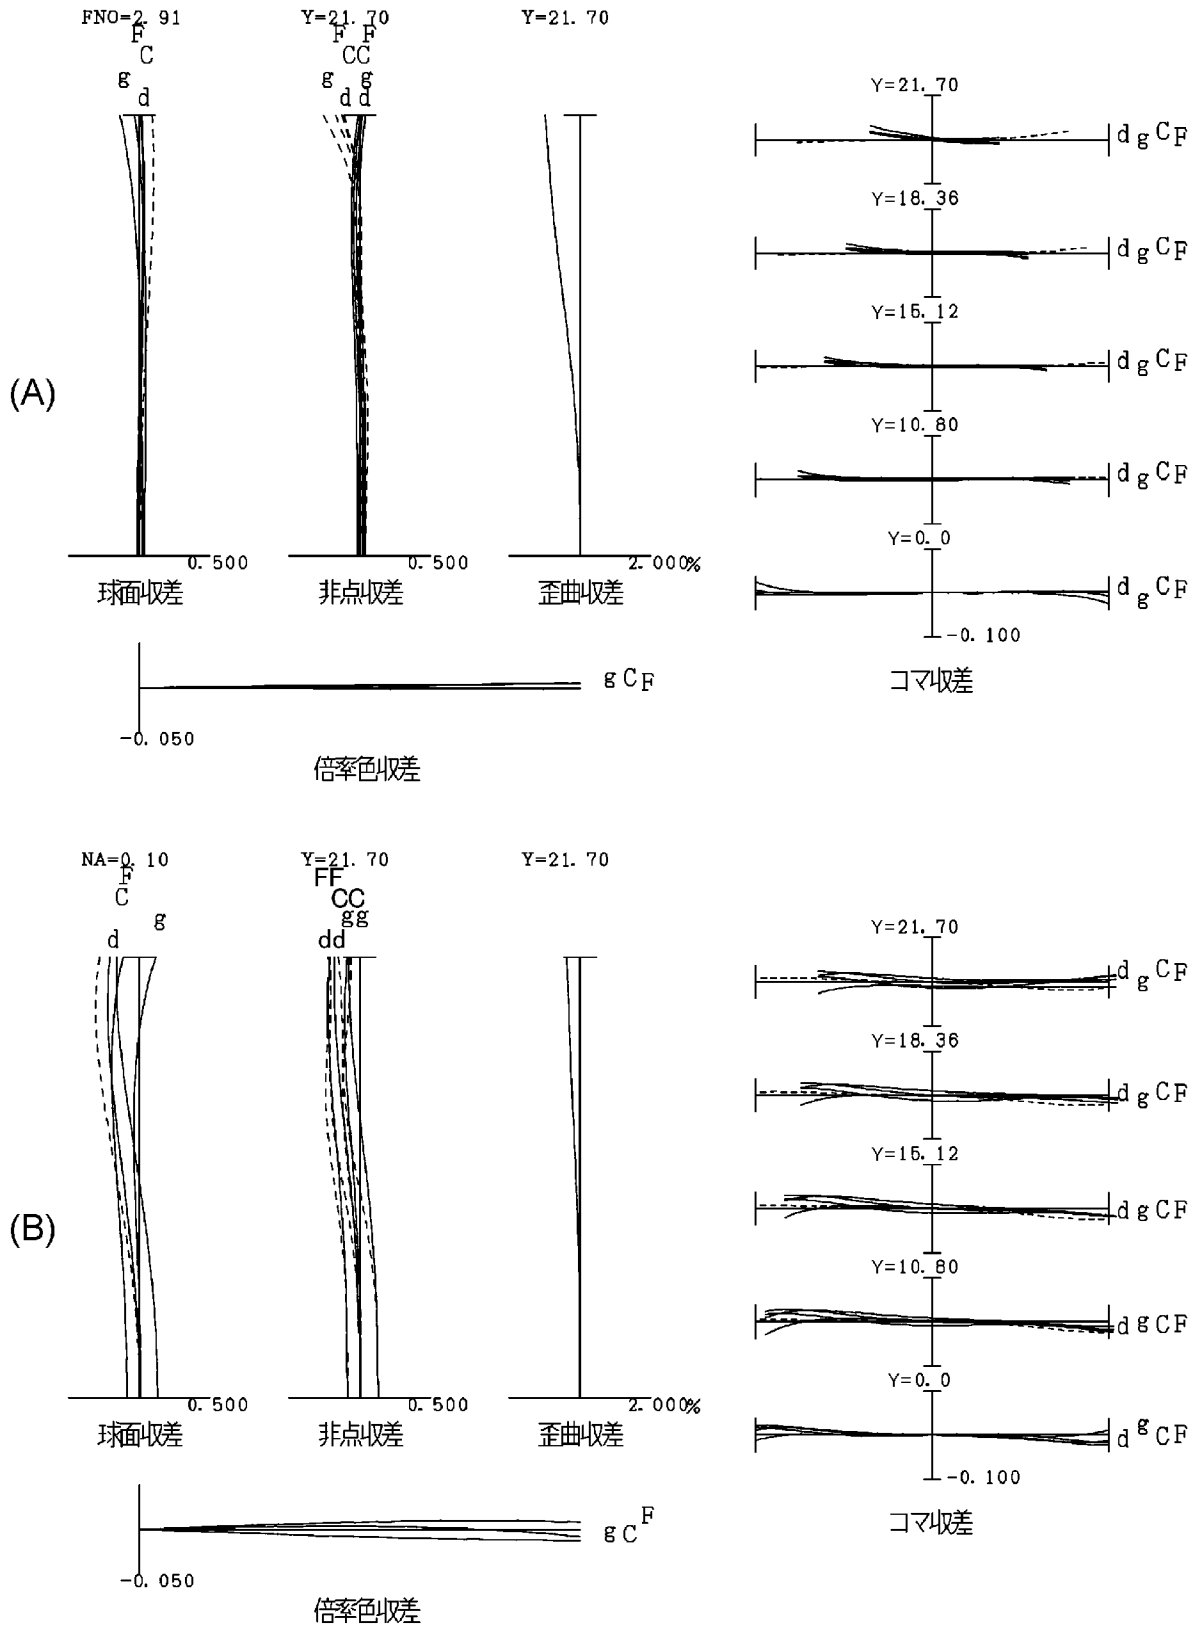 (A)
FNO=2.91
F
C
g
d
0.500
球面収差
Y=21.70
F F
CC
g g
d d
0.500
非点収差
Y=21.70
2.000%
歪曲収差
-0.050
g C F
倍率色収差
Y=21.70
d g C F
Y=18.36
d g C F
Y=15.12
d g C F
Y=10.80
d g C F
Y=0.0
d g C F
-0.100
コマ収差
(B)
NA=0.10
F
C
g
d
0.500
球面収差
Y=21.70
FF
CC
gg
dd
0.500
非点収差
Y=21.70
2.000%
歪曲収差
-0.050
g C F
倍率色収差
Y=21.70
d g C F
Y=18.36
d g C F
Y=15.12
d g C F
Y=10.80
d g C F
Y=0.0
d g C F
-0.100
コマ収差